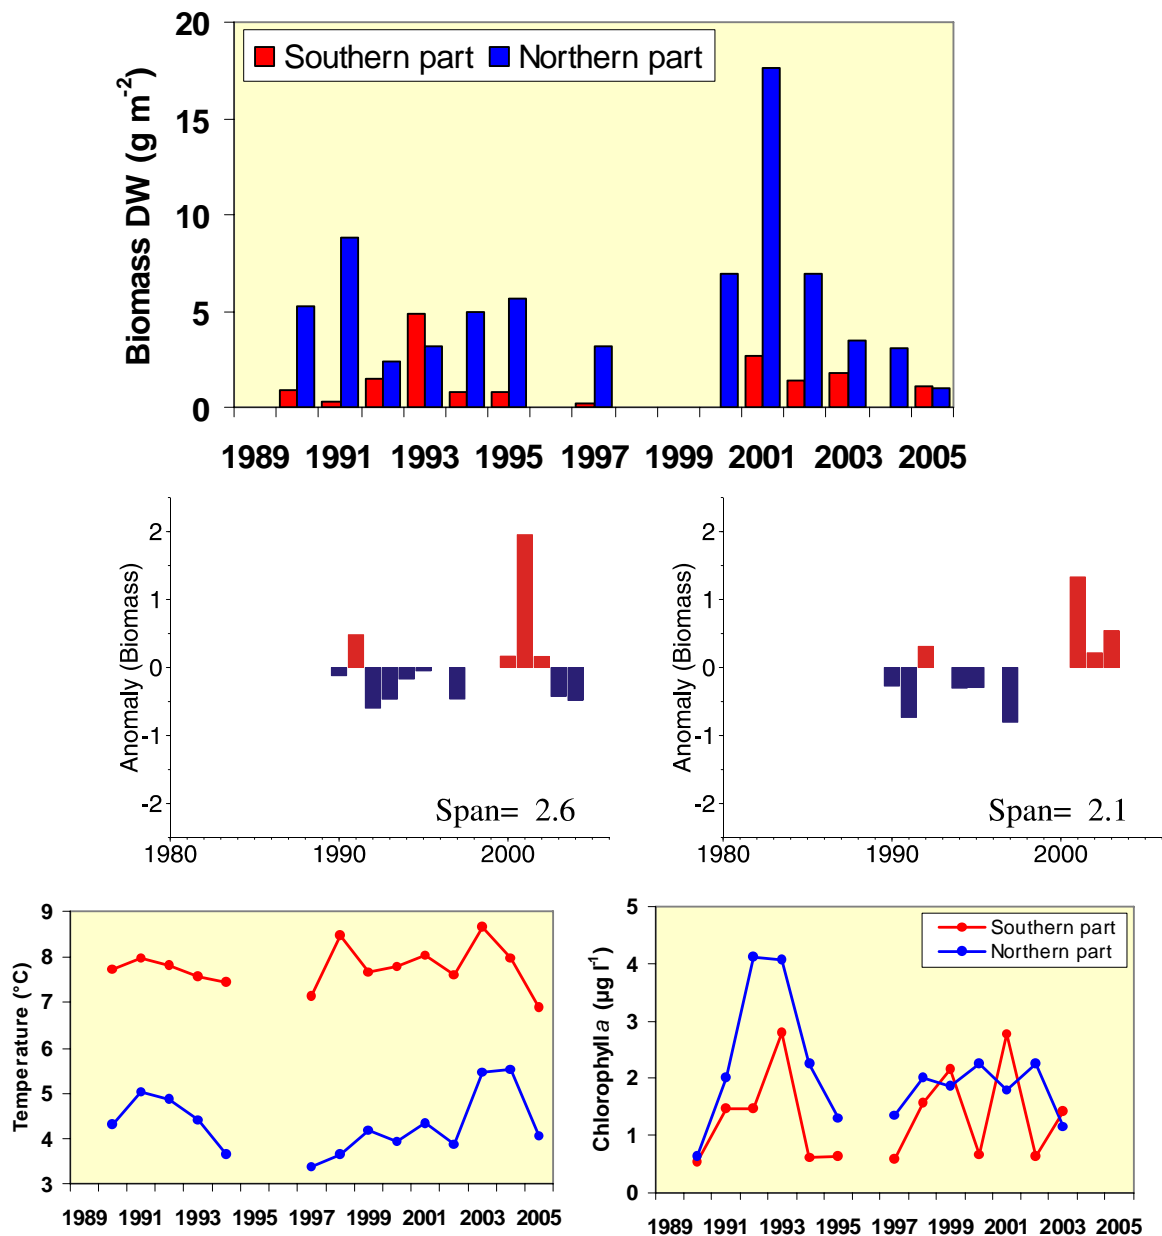 20
Southern part Northern part
15
10
5
0
Biomass DW (g m-2)
1989 1991 1993 1995 1997 1999 2001 2003 2005
2
1
0
-1
-2
Anomaly (Biomass)
Span= 2.6
1980 1990 2000
2
1
0
-1
-2
Anomaly (Biomass)
Span= 2.1
1980 1990 2000
9
8
7
6
5
4
3
Temperature (°C)
1989 1991 1993 1995 1997 1999 2001 2003 2005
5
4
3
2
1
0
Chlorophyll a (µg l-1)
Southern part
Northern part
1989 1991 1993 1995 1997 1999 2001 2003 2005